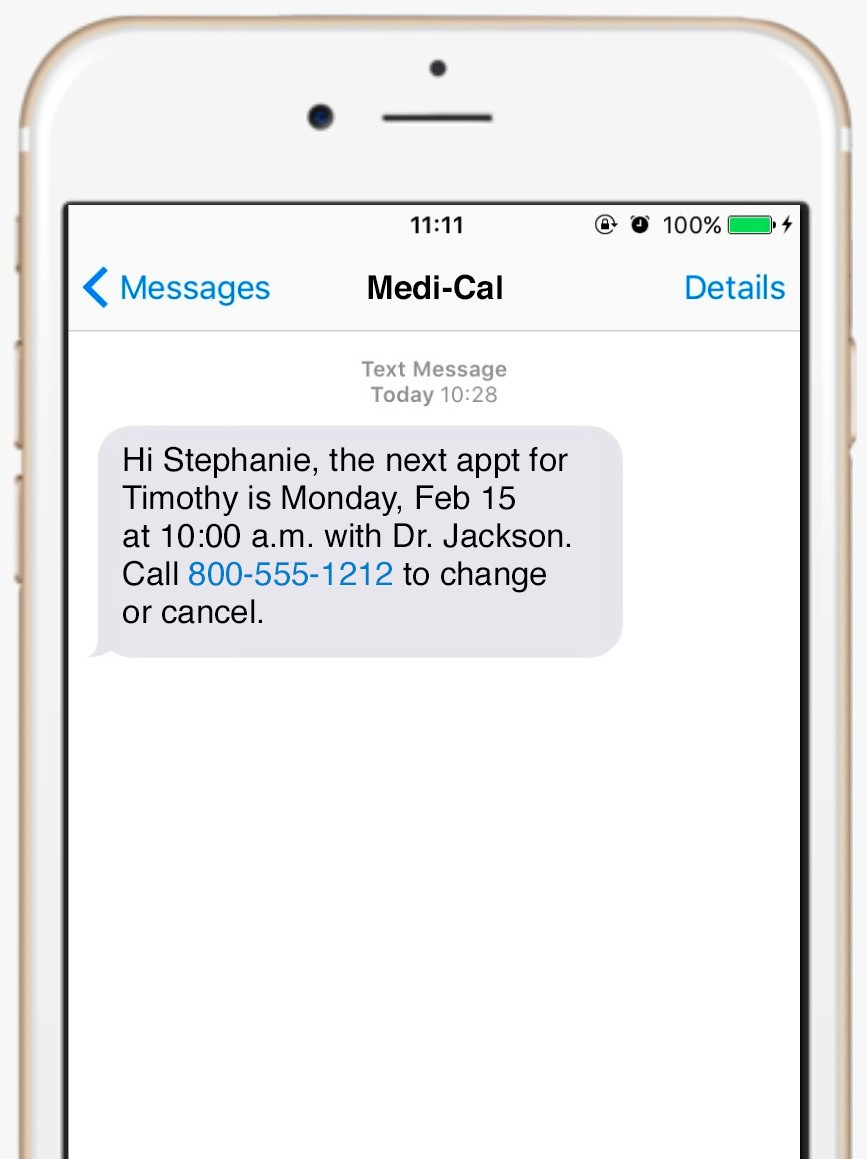 11:11 100%
Messages Medi-Cal Details
Text Message
Today 10:28
Hi Stephanie, the next appt for
Timothy is Monday, Feb 15
at 10:00 a.m. with Dr. Jackson.
Call 800-555-1212 to change
or cancel.